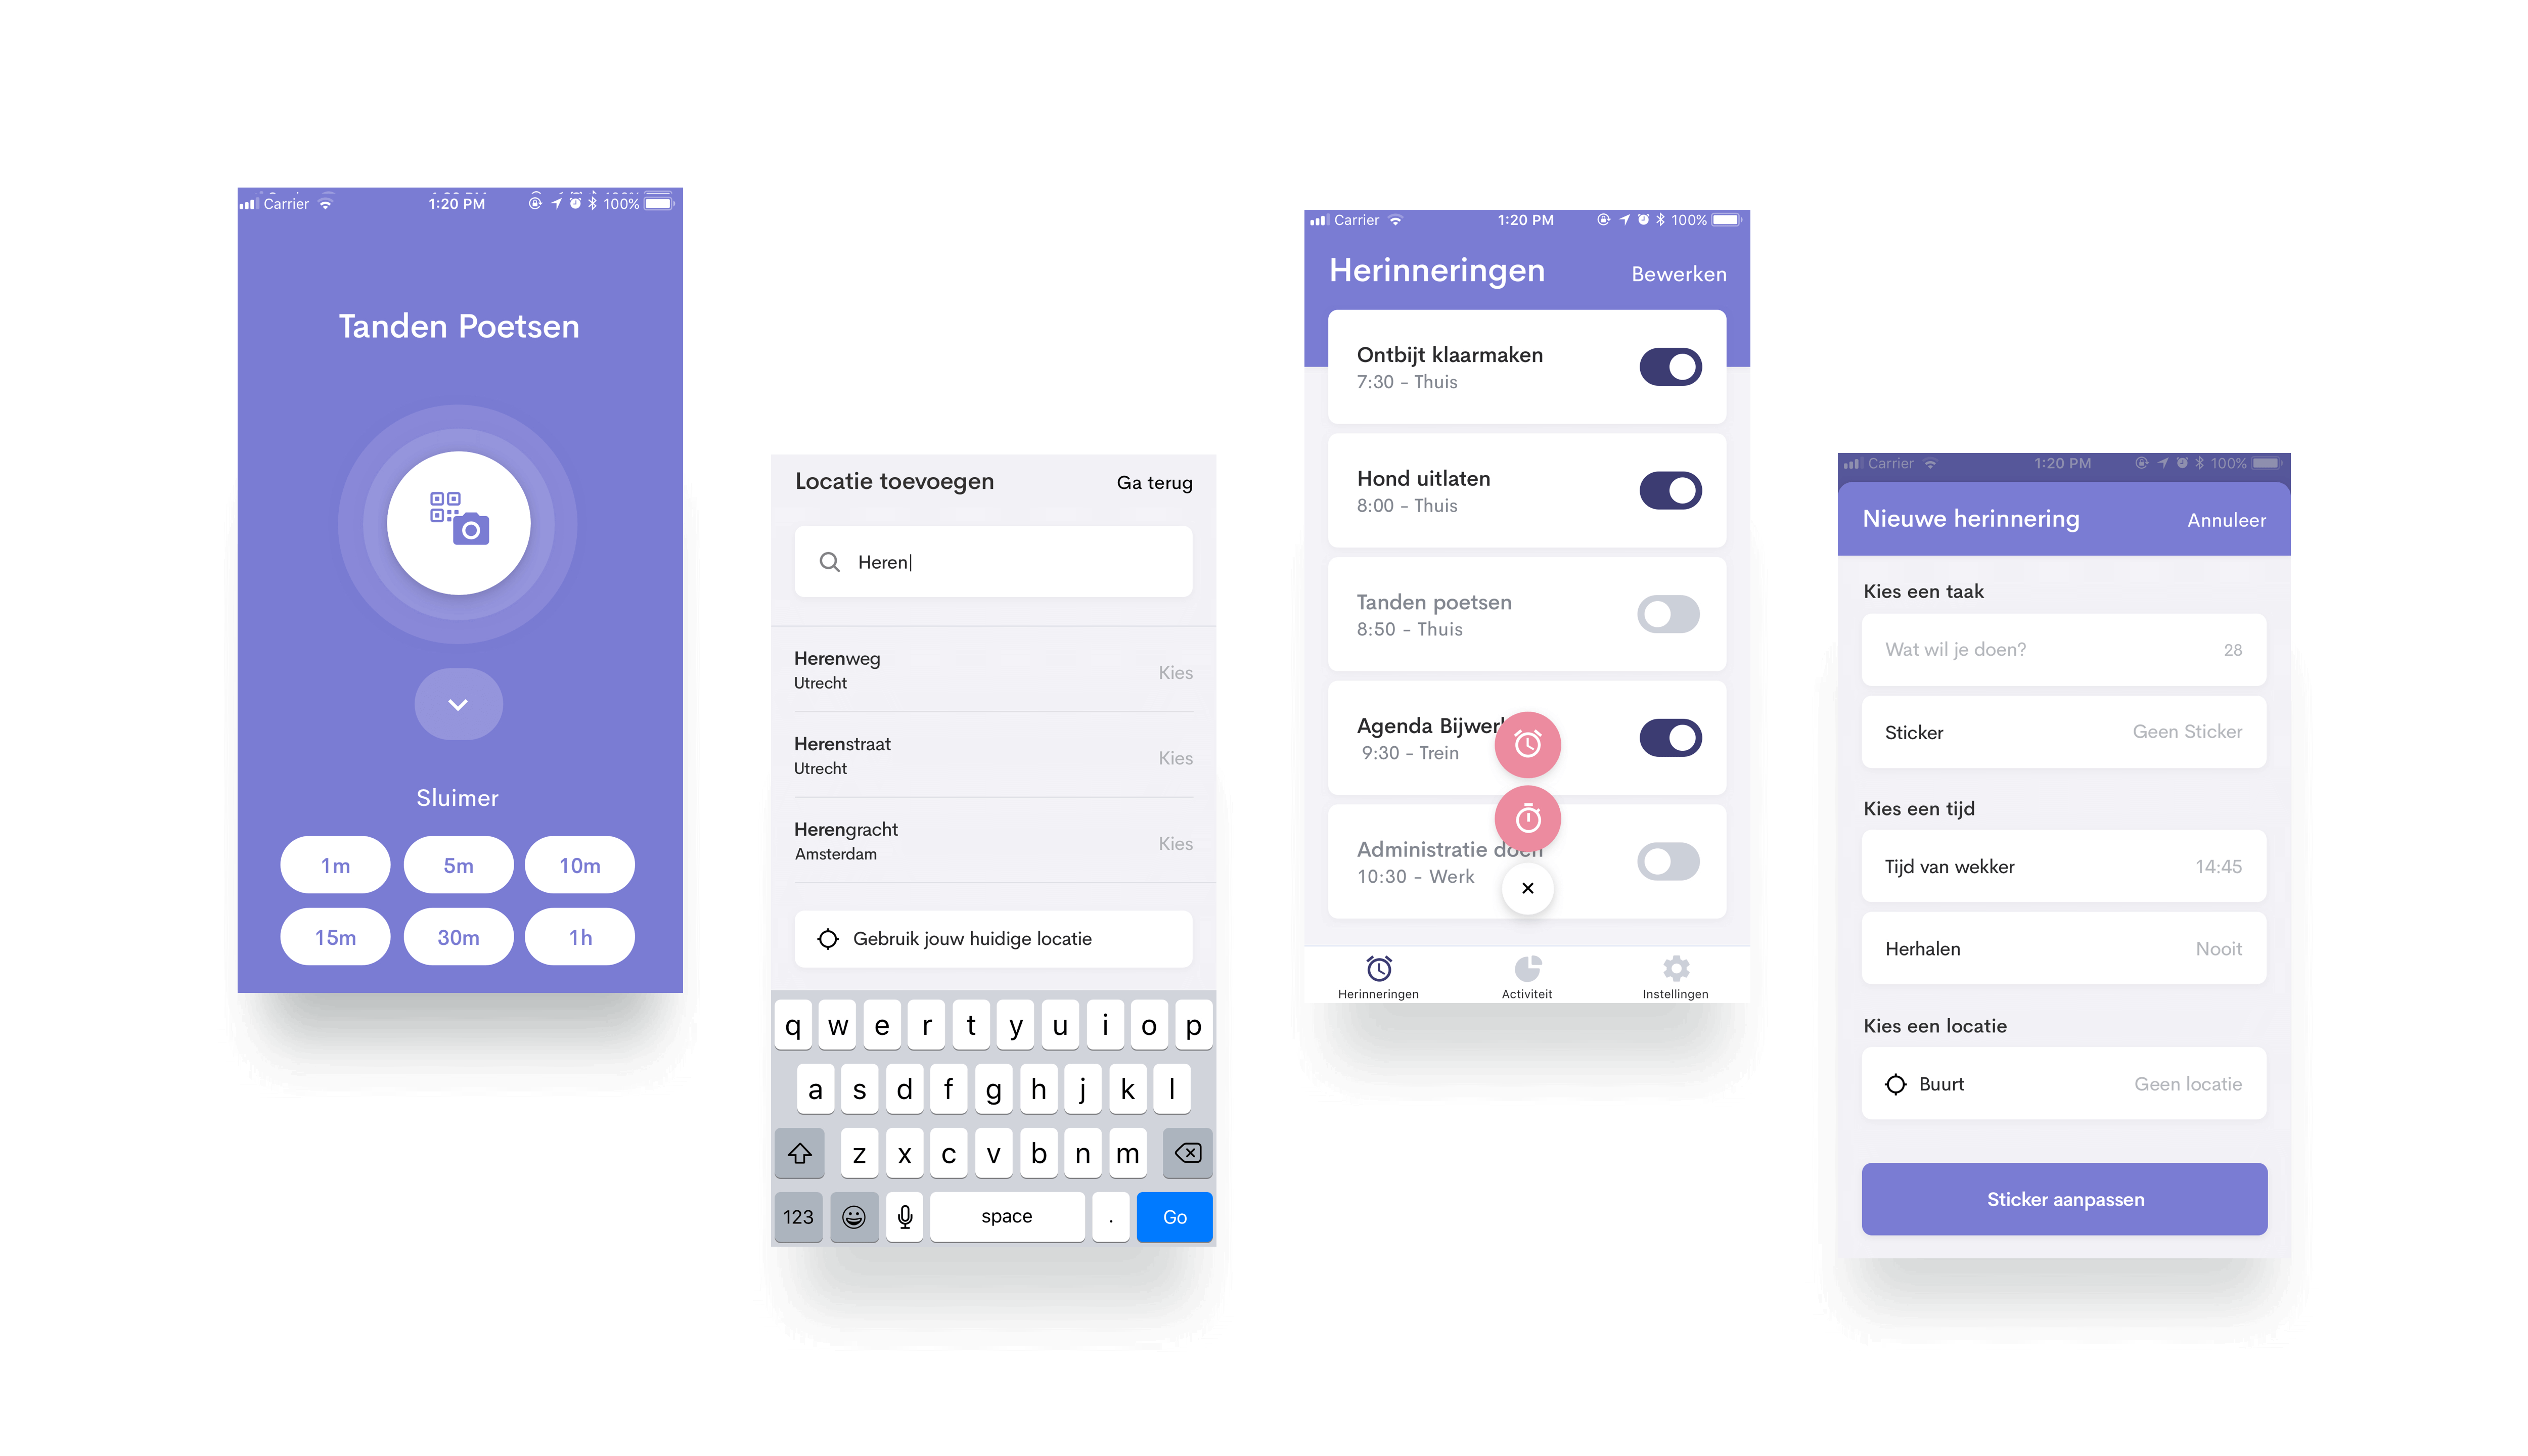 Carrier 1:20 PM 100%
Tanden Poetsen
Sluimer
1m 5m 10m
15m 30m 1h
Locatie toevoegen Ga terug
Heren
Herenweg
Utrecht
Kies
Herenstraat
Utrecht
Kies
Herengracht
Amsterdam
Kies
Gebruik jouw huidige locatie
q w e r t y u i o p
a s d f g h j k l
z x c v b n m
123 space . Go
Carrier 1:20 PM 100%
Herinneringen Bewerken
Ontbijt klaarmaken
7:30 - Thuis
Hond uitlaten
8:00 - Thuis
Tanden poetsen
8:50 - Thuis
Agenda Bijwerk
9:30 - Trein
Administratie doen
10:30 - Werk
Herinneringen Activiteit Instellingen
Carrier 1:20 PM 100%
Nieuwe herinnering Annuleer
Kies een taak
Wat wil je doen? 28
Sticker Geen Sticker
Kies een tijd
Tijd van wekker 14:45
Herhalen Nooit
Kies een locatie
Buurt Geen locatie
Sticker aanpassen